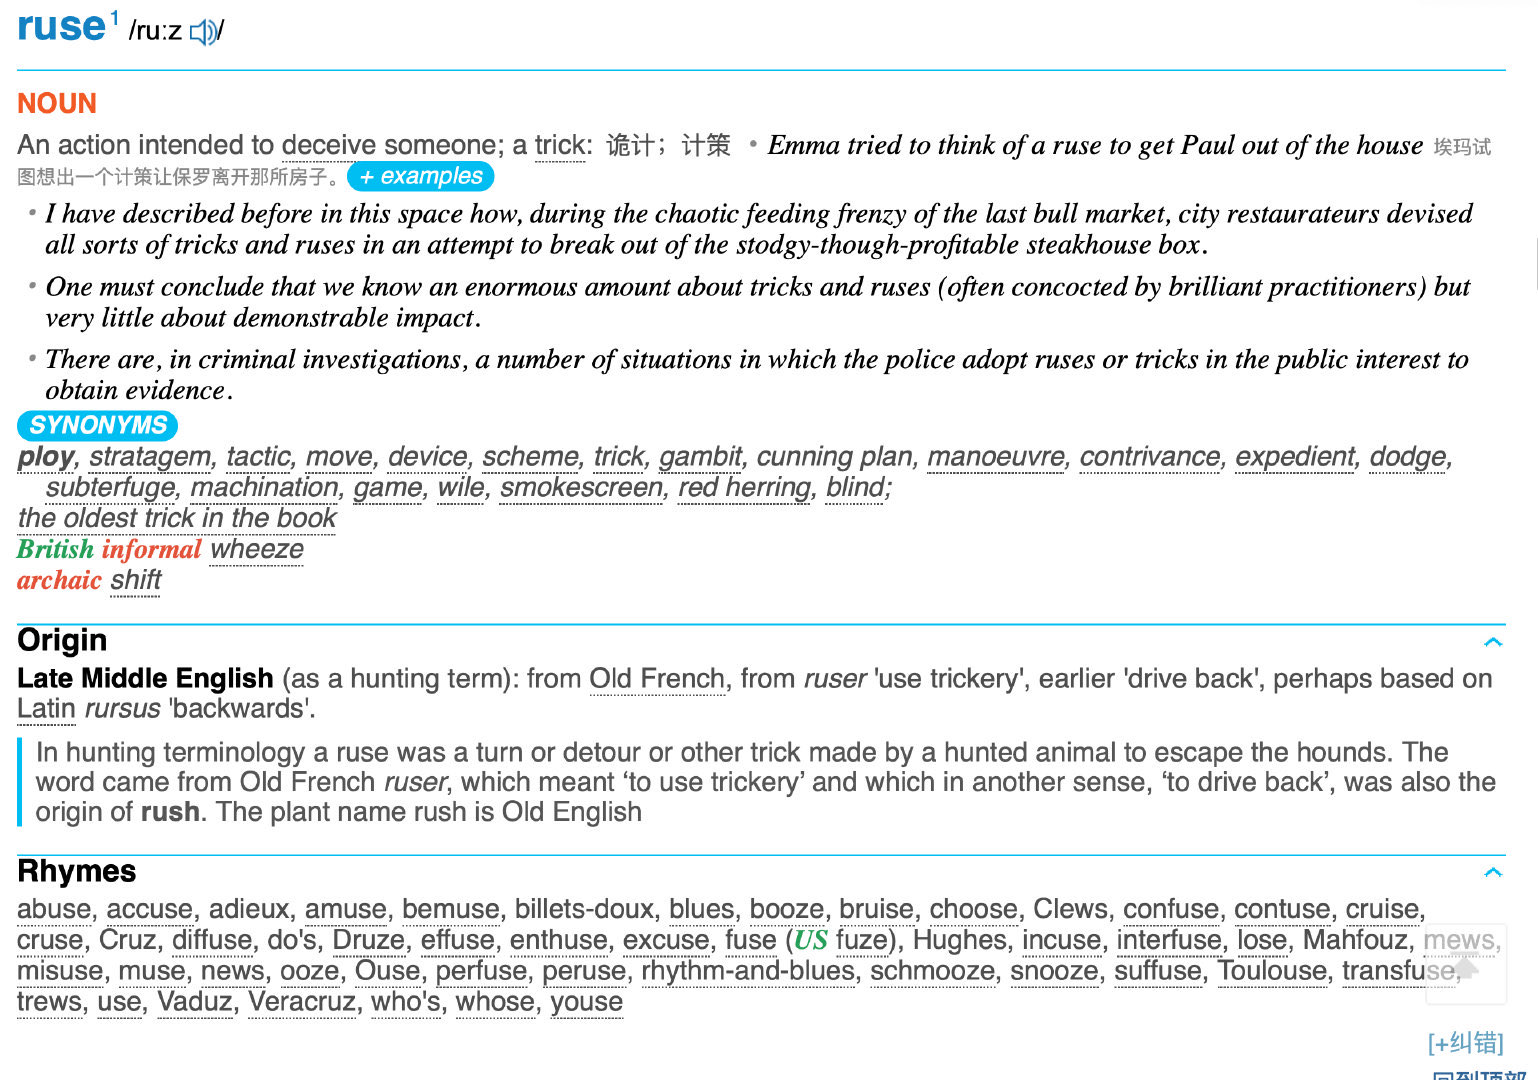 ruse1 /ruːz /
NOUN
An action intended to deceive someone; a trick: 诡计；计策 • Emma tried to think of a ruse to get Paul out of the house 埃玛试
图想出一个计策让保罗离开那所房子。 + examples
• I have described before in this space how, during the chaotic feeding frenzy of the last bull market, city restaurateurs devised
all sorts of tricks and ruses in an attempt to break out of the stodgy-though-profitable steakhouse box.
• One must conclude that we know an enormous amount about tricks and ruses (often concocted by brilliant practitioners) but
very little about demonstrable impact.
• There are, in criminal investigations, a number of situations in which the police adopt ruses or tricks in the public interest to
obtain evidence.
SYNONYMS
ploy, stratagem, tactic, move, device, scheme, trick, gambit, cunning plan, manoeuvre, contrivance, expedient, dodge,
subterfuge, machination, game, wile, smokescreen, red herring, blind;
the oldest trick in the book
British informal wheeze
archaic shift
Origin
Late Middle English (as a hunting term): from Old French, from ruser 'use trickery', earlier 'drive back', perhaps based on
Latin rursus 'backwards'.
In hunting terminology a ruse was a turn or detour or other trick made by a hunted animal to escape the hounds. The
word came from Old French ruser, which meant ‘to use trickery’ and which in another sense, ‘to drive back’, was also the
origin of rush. The plant name rush is Old English
Rhymes
abuse, accuse, adieux, amuse, bemuse, billets-doux, blues, booze, bruise, choose, Clews, confuse, contuse, cruise,
cruse, Cruz, diffuse, do's, Druze, effuse, enthuse, excuse, fuse (US fuze), Hughes, incuse, interfuse, lose, Mahfouz, mews,
misuse, muse, news, ooze, Ouse, perfuse, peruse, rhythm-and-blues, schmooze, snooze, suffuse, Toulouse, transfuse,
trews, use, Vaduz, Veracruz, who's, whose, youse
[+纠错]
回到顶部